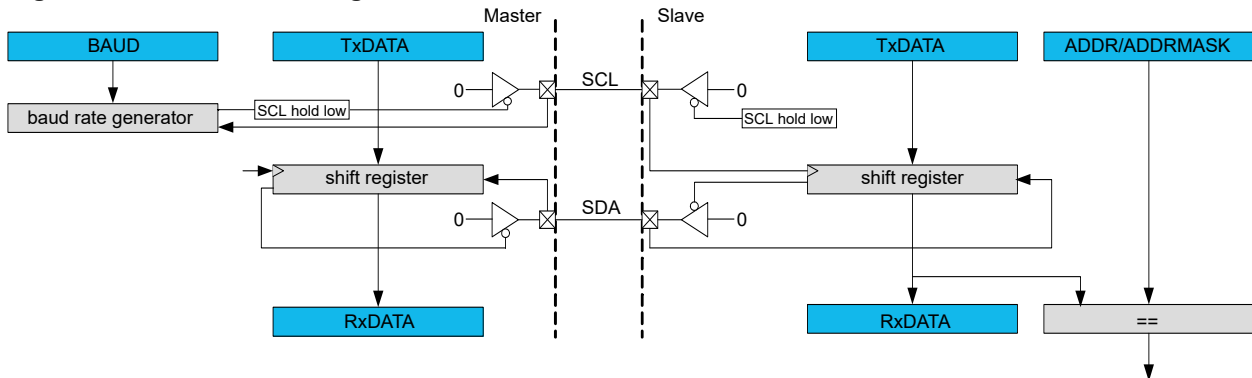 Master Slave
BAUD TxDATA TxDATA ADDR/ADDRMASK
0 SCL 0
baud rate generator SCL hold low SCL hold low
shift register shift register
0 SDA 0
RxDATA RxDATA ==